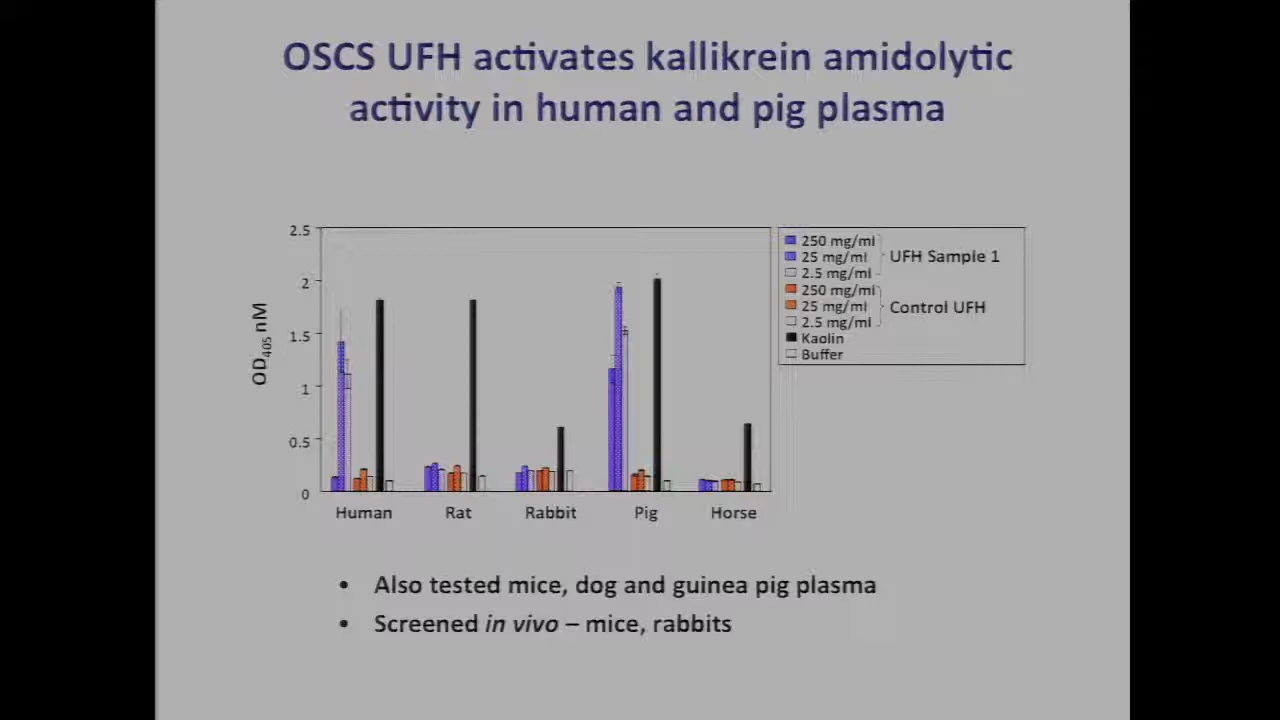 OSCS UFH activates kallikrein amidolytic
activity in human and pig plasma
2.5
2
1.5
1
0.5
0
OD405 nM
Human
Rat
Rabbit
Pig
Horse
250 mg/ml
25 mg/ml
2.5 mg/ml
UFH Sample 1
250 mg/ml
25 mg/ml
2.5 mg/ml
Control UFH
Kaolin
Buffer
• Also tested mice, dog and guinea pig plasma
• Screened in vivo – mice, rabbits